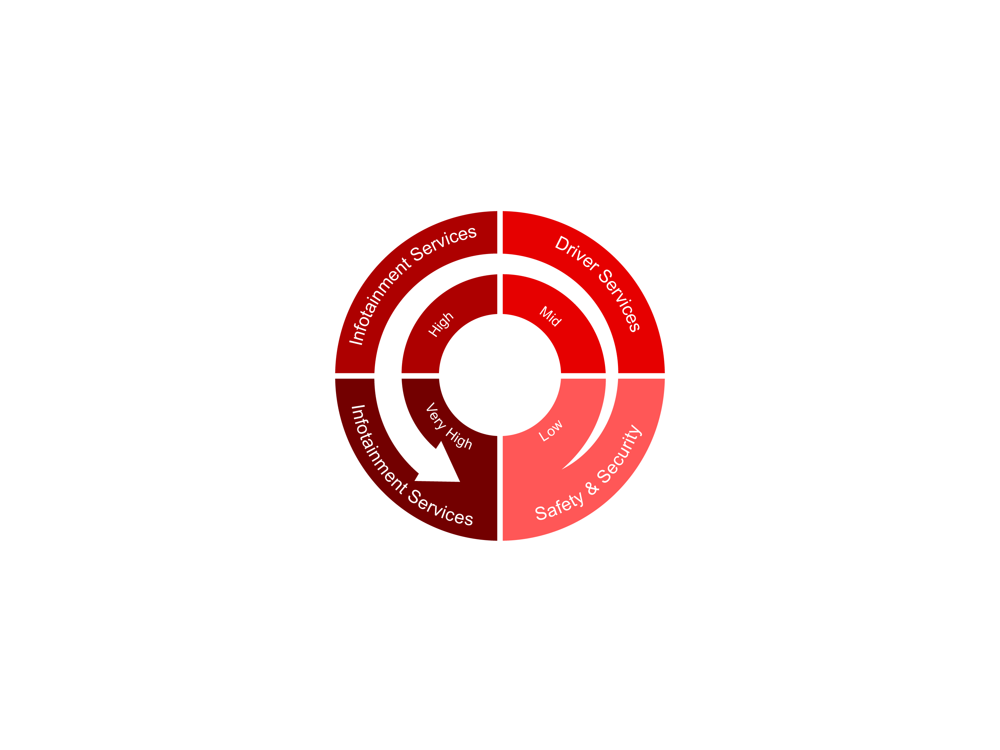 Infotainment Services
Driver Services
High
Mid
Very High
Low
Infotainment Services
Safety & Security